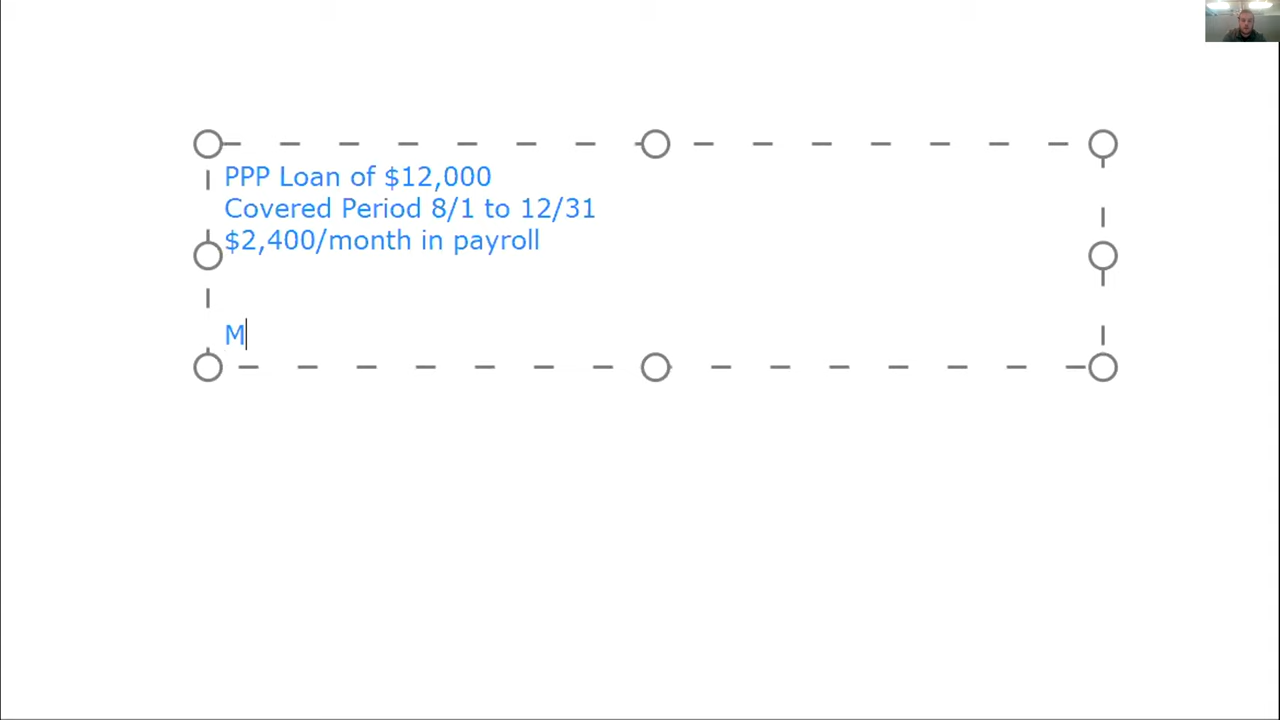 PPP Loan of $12,000
Covered Period 8/1 to 12/31
$2,400/month in payroll
M